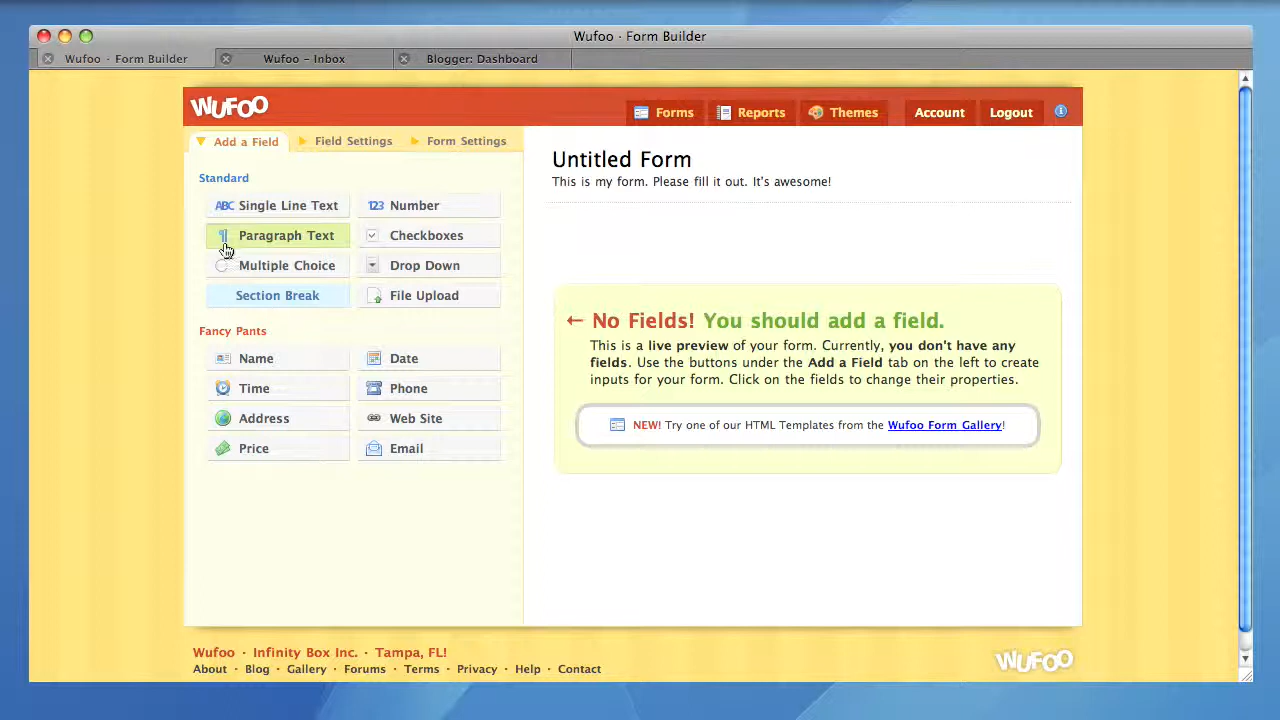 Wufoo · Form Builder
Wufoo · Form Builder
Wufoo – Inbox
Blogger: Dashboard
WUFOO
Forms
Reports
Themes
Account
Logout
Add a Field
Field Settings
Form Settings
Standard
ABC Single Line Text
123 Number
Paragraph Text
Checkboxes
Multiple Choice
Drop Down
Section Break
File Upload
Fancy Pants
Name
Date
Time
Phone
Address
Web Site
Price
Email
Untitled Form
This is my form. Please fill it out. It's awesome!
← No Fields! You should add a field.
This is a live preview of your form. Currently, you don't have any
fields. Use the buttons under the Add a Field tab on the left to create
inputs for your form. Click on the fields to change their properties.
NEW! Try one of our HTML Templates from the Wufoo Form Gallery!
Wufoo · Infinity Box Inc. · Tampa, FL!
About · Blog · Gallery · Forums · Terms · Privacy · Help · Contact
WUFOO